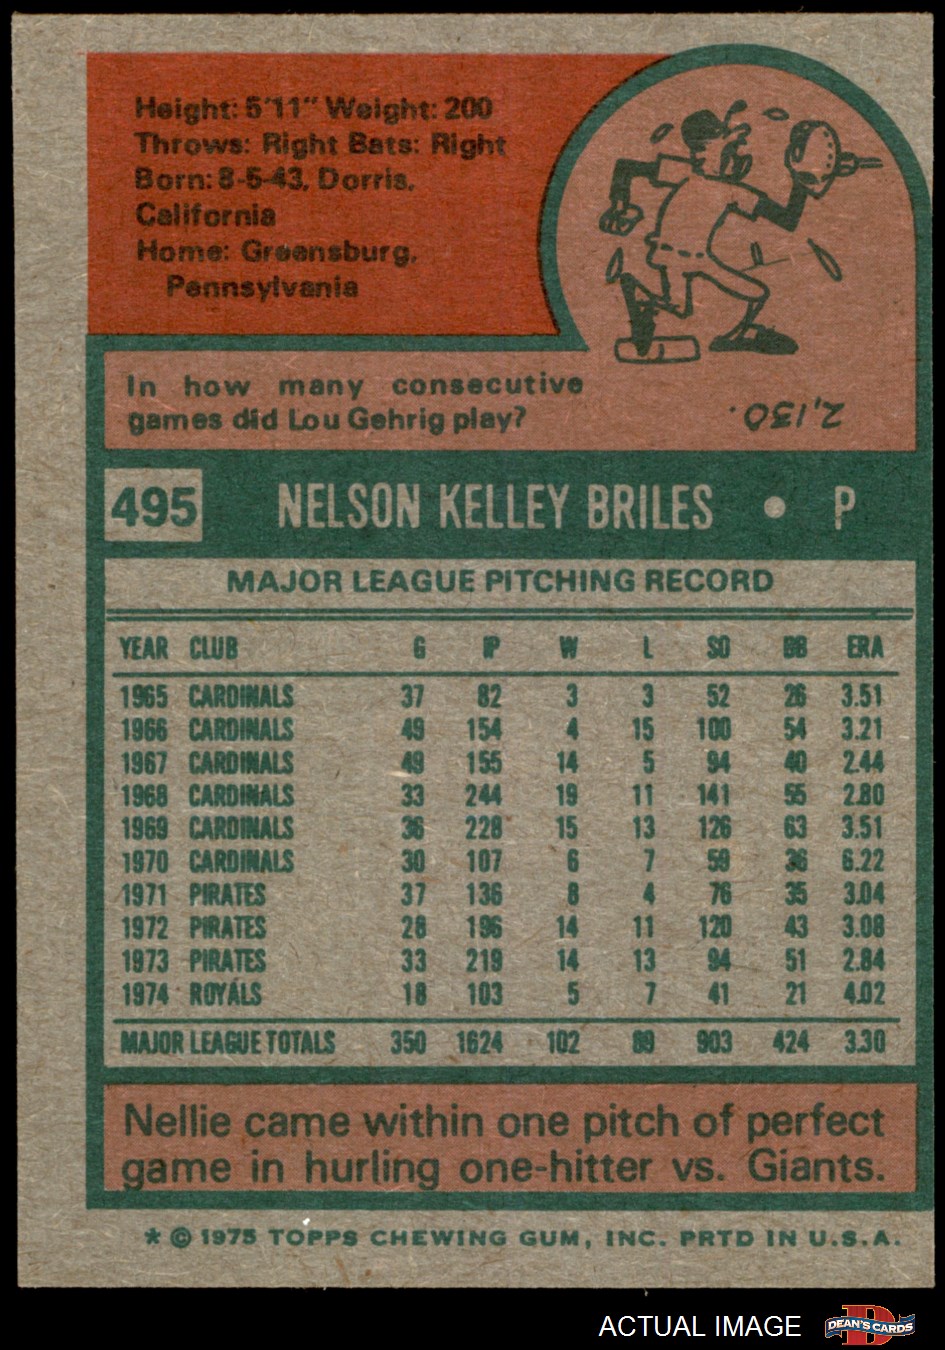 Height: 5'11" Weight: 200
Throws: Right Bats: Right
Born: 8-5-43, Dorris,
California
Home: Greensburg,
Pennsylvania
In how many consecutive
games did Lou Gehrig play?
2,130.
495 NELSON KELLEY BRILES • P
MAJOR LEAGUE PITCHING RECORD
YEAR CLUB G IP W L SO BB ERA
1965 CARDINALS 37 82 3 3 52 26 3.51
1966 CARDINALS 49 154 4 15 100 54 3.21
1967 CARDINALS 49 155 14 5 94 40 2.44
1968 CARDINALS 33 244 19 11 141 55 2.80
1969 CARDINALS 36 228 15 13 126 63 3.51
1970 CARDINALS 30 107 6 7 59 36 6.22
1971 PIRATES 37 136 8 4 76 35 3.04
1972 PIRATES 28 196 14 11 120 43 3.08
1973 PIRATES 33 219 14 13 94 51 2.84
1974 ROYALS 18 103 5 7 41 21 4.02
MAJOR LEAGUE TOTALS 350 1624 102 89 903 424 3.30
Nellie came within one pitch of perfect
game in hurling one-hitter vs. Giants.
* © 1975 TOPPS CHEWING GUM, INC. PRTD IN U.S.A.
ACTUAL IMAGE
D
DEAN'S CARDS